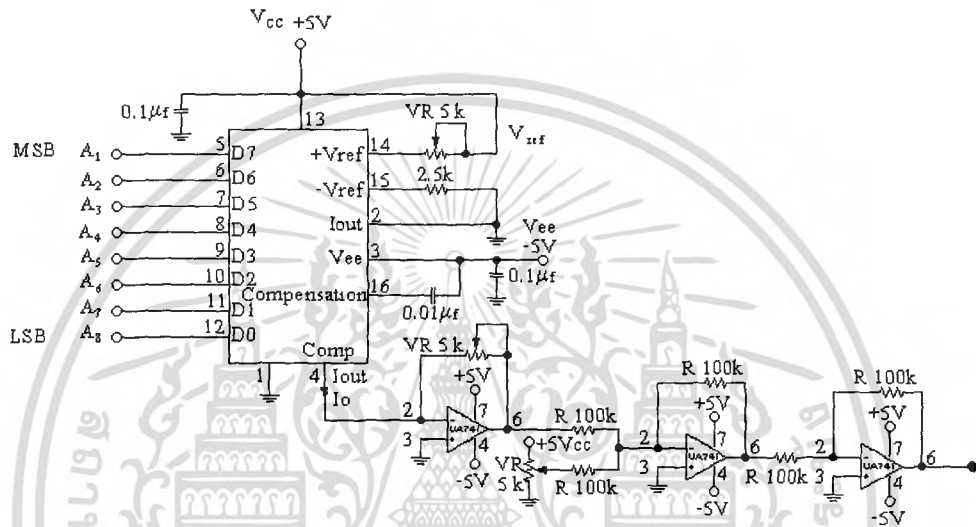 Vcc +5V
0.1µf
13
VR 5k
Vref
MSB A1 5 D7 +Vref 14
A2 6 D6 2.5k
A3 7 D5 -Vref 15
A4 8 D4 Iout 2
A5 9 D3 Vee 3 Vee -5V
A6 10 D2 0.1µf
A7 11 D1 Compensation 16 0.01µf
LSB A8 12 D0
Comp
1 4 Iout
Io
VR 5k
+5V
2 7
3 UA741 6
4
-5V
R 100k
+5Vcc
VR 5k
R 100k
R 100k
+5V
2 7
3 UA741 6
4
-5V
R 100k
R 100k
+5V
2 7
3 UA741 6
4
-5V